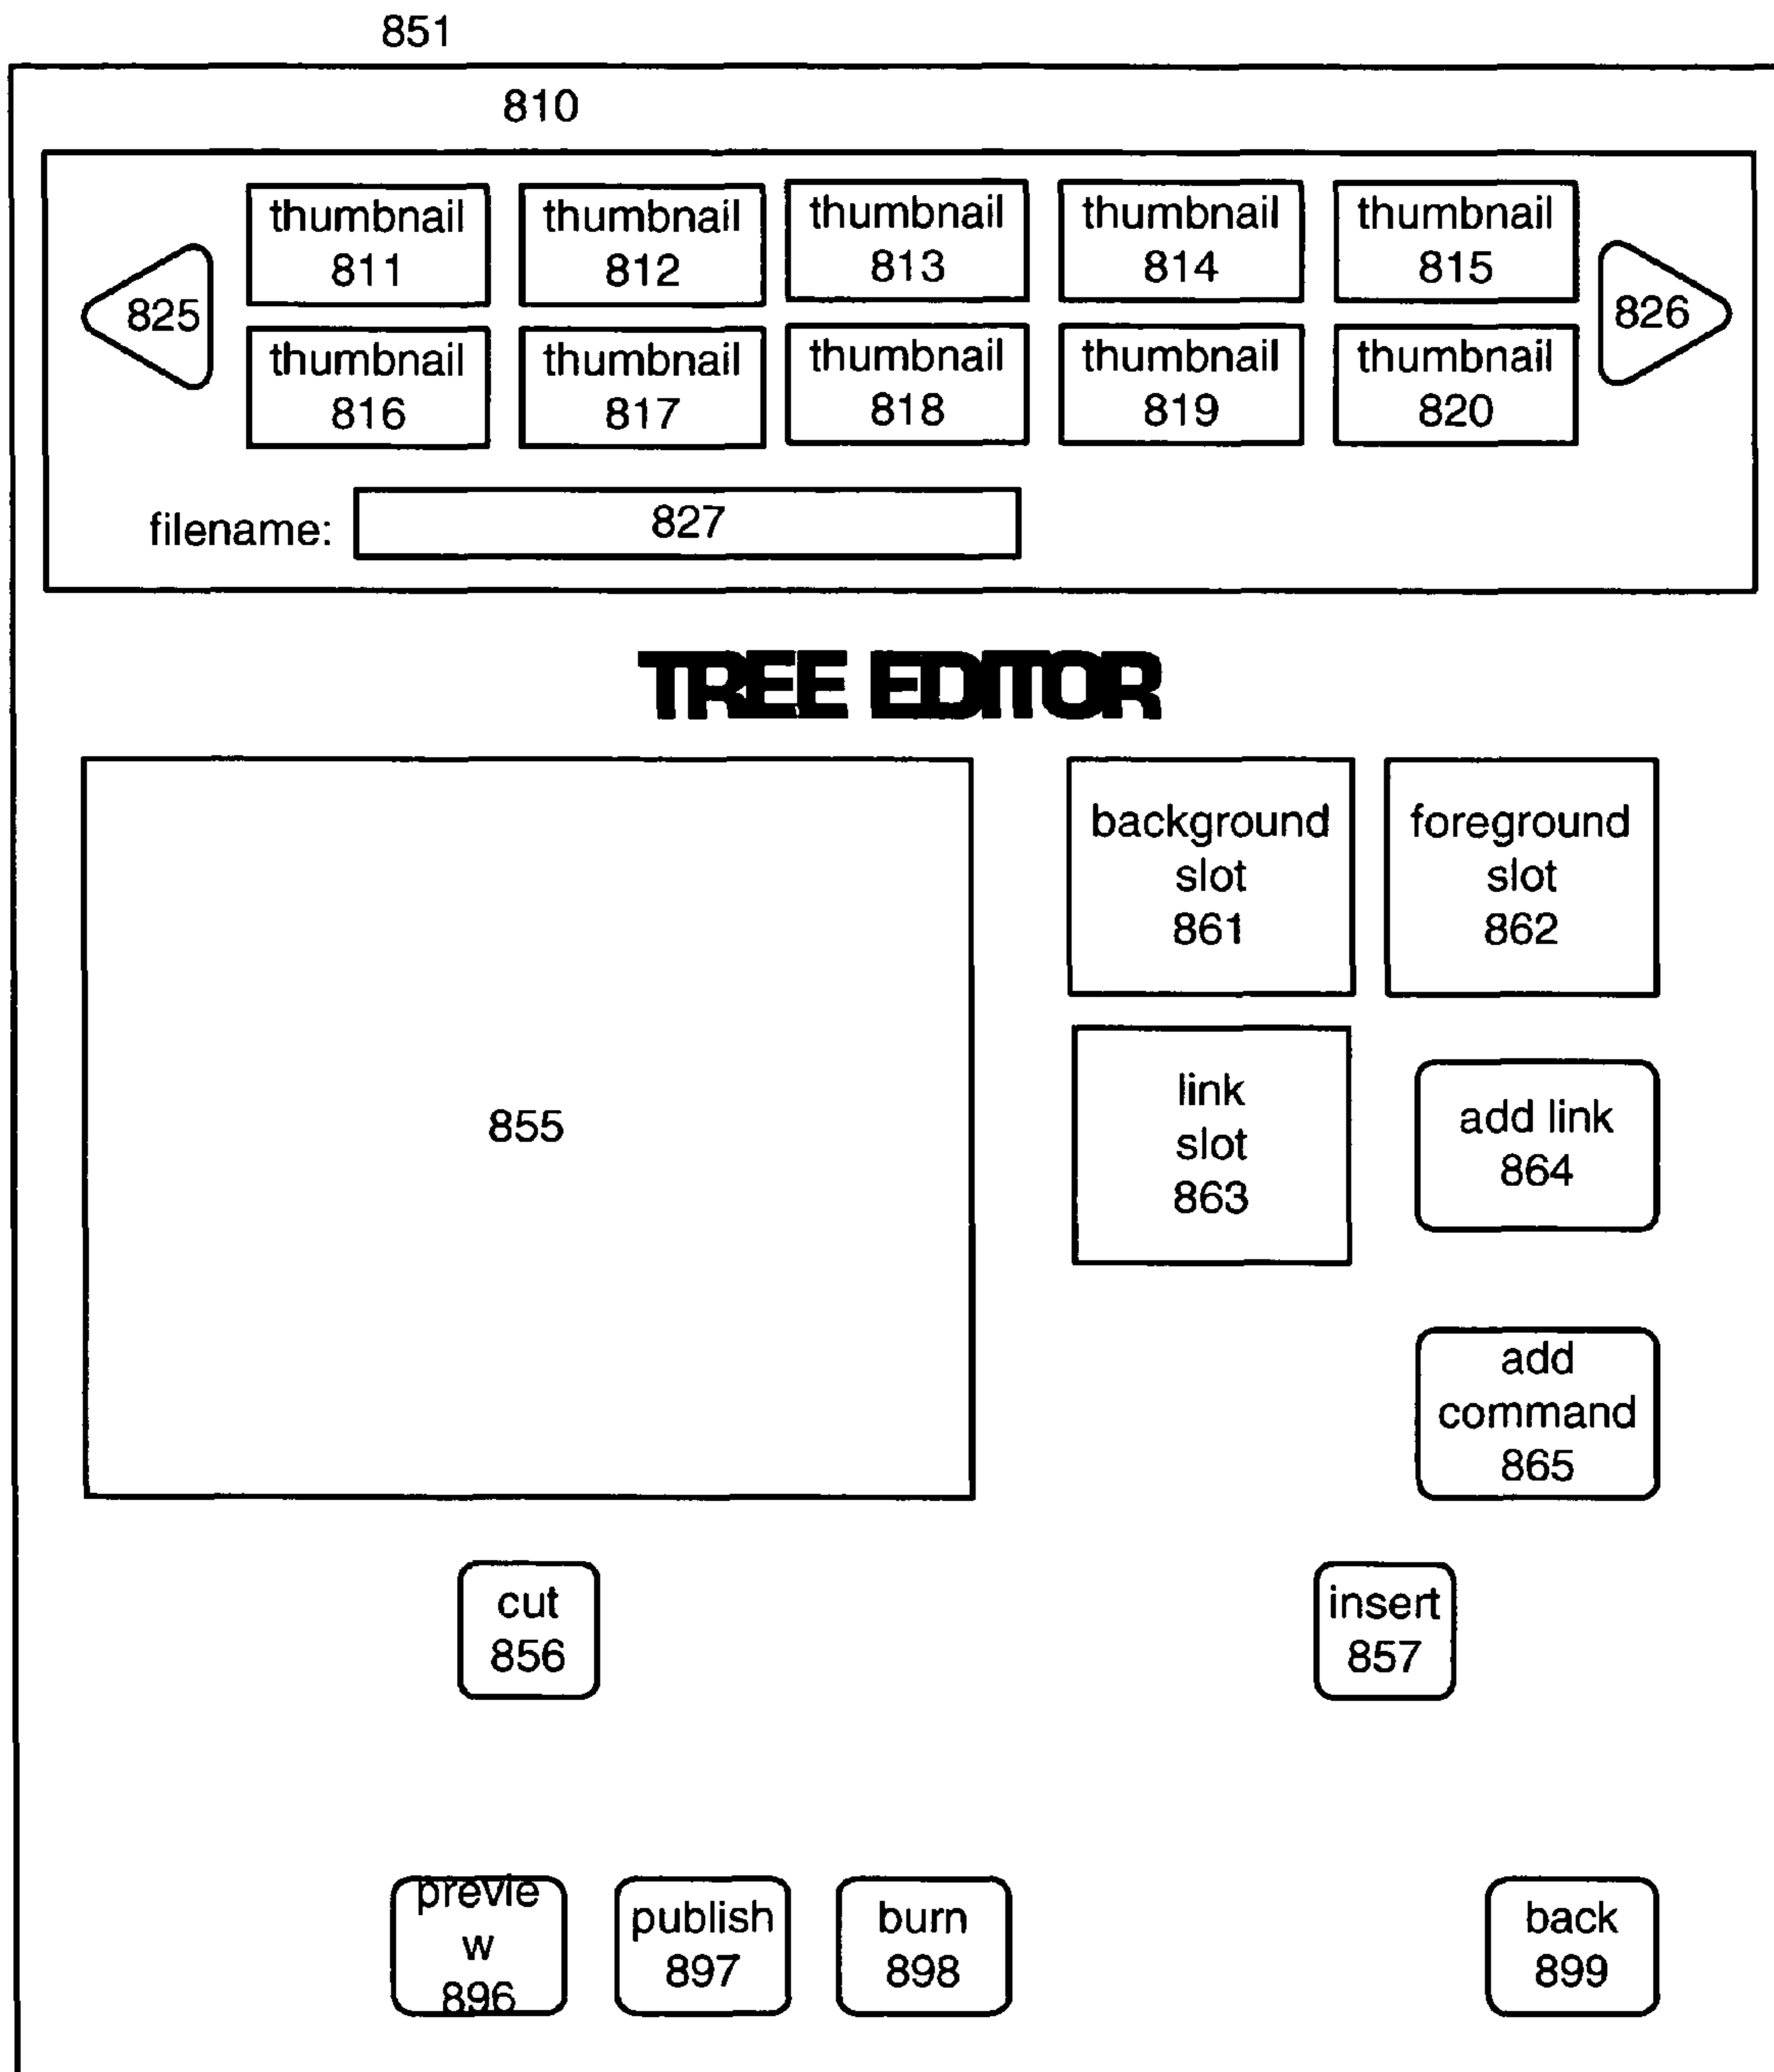 851
810
thumbnail
811
thumbnail
812
thumbnail
813
thumbnail
814
thumbnail
815
825
826
thumbnail
816
thumbnail
817
thumbnail
818
thumbnail
819
thumbnail
820
filename:
827
TREE EDITOR
855
background
slot
861
foreground
slot
862
link
slot
863
add link
864
add
command
865
cut
856
insert
857
previe
w
896
publish
897
burn
898
back
899